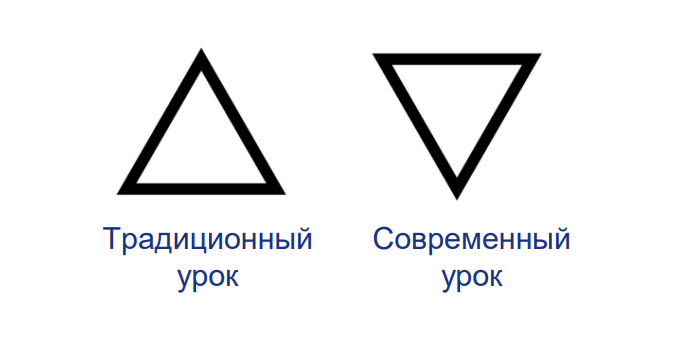 Традиционный
урок
Современный
урок